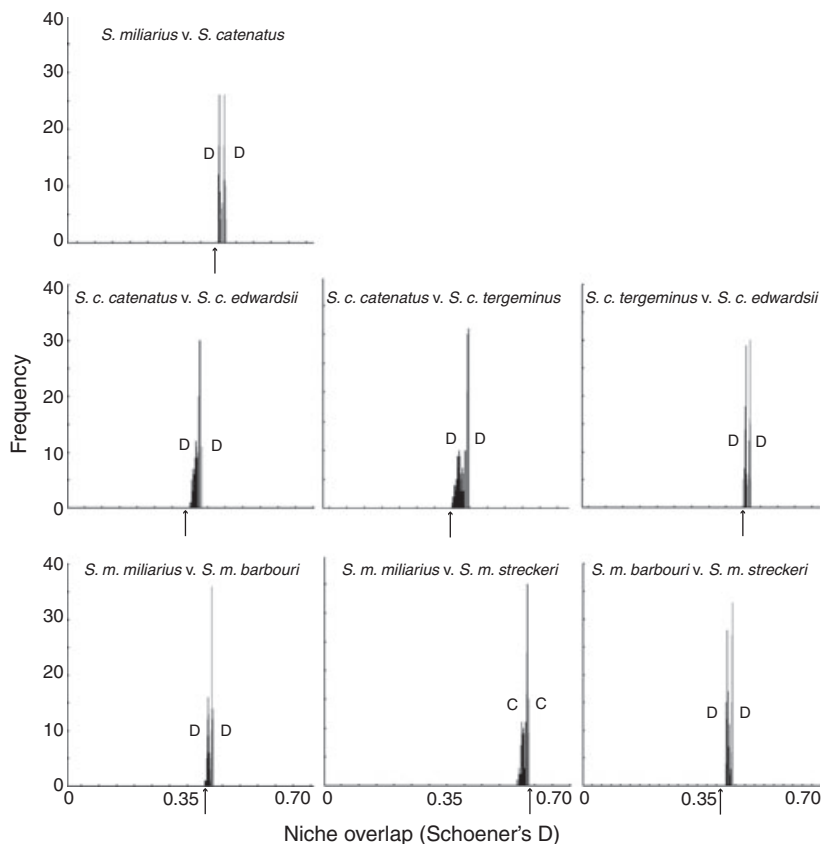 40
S. miliarius v. S. catenatus
30
20
D D
10
0
40
S. c. catenatus v. S. c. edwardsii
S. c. catenatus v. S. c. tergeminus
S. c. tergeminus v. S. c. edwardsii
30
20
D D
D D
D D
10
0
Frequency
40
S. m. miliarius v. S. m. barbouri
S. m. miliarius v. S. m. streckeri
S. m. barbouri v. S. m. streckeri
30
20
D D
C C
D D
10
0
0 0.35 0.70
0.35 0.70
0 0.35 0.70
Niche overlap (Schoener's D)